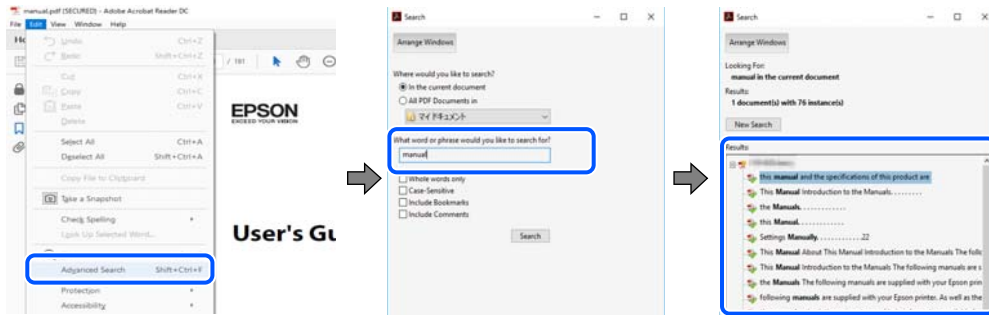 manual.pdf (SECURED) - Adobe Acrobat Reader DC
File Edit View Window Help
Undo Ctrl+Z
Shift+Ctrl+Z
Cut Ctrl+X
Copy Ctrl+C
Paste Ctrl+V
Delete
Select All Ctrl+A
Deselect All Shift+Ctrl+A
Copy File to Clipboard
Take a Snapshot
Check Spelling
Look Up Selected Word...
Advanced Search Shift+Ctrl+F
Protection
Accessibility
/ 181
EPSON
EXCEED YOUR VISION
User's Gu
Search
Arrange Windows
Where would you like to search?
In the current document
All PDF Documents in
マイ ドキュメント
What word or phrase would you like to search for?
manual
Whole words only
Case-Sensitive
Include Bookmarks
Include Comments
Search
Search
Arrange Windows
Looking For:
manual in the current document
Results:
1 document(s) with 76 instance(s)
New Search
Results:
this manual and the specifications of this product are
This Manual Introduction to the Manuals.........
the Manuals.............
this Manual.............
Settings Manually.............22
This Manual About This Manual Introduction to the Manuals The follo
This Manual Introduction to the Manuals The following manuals are s
the Manuals The following manuals are supplied with your Epson prin
following manuals are supplied with your Epson printer. As well as the